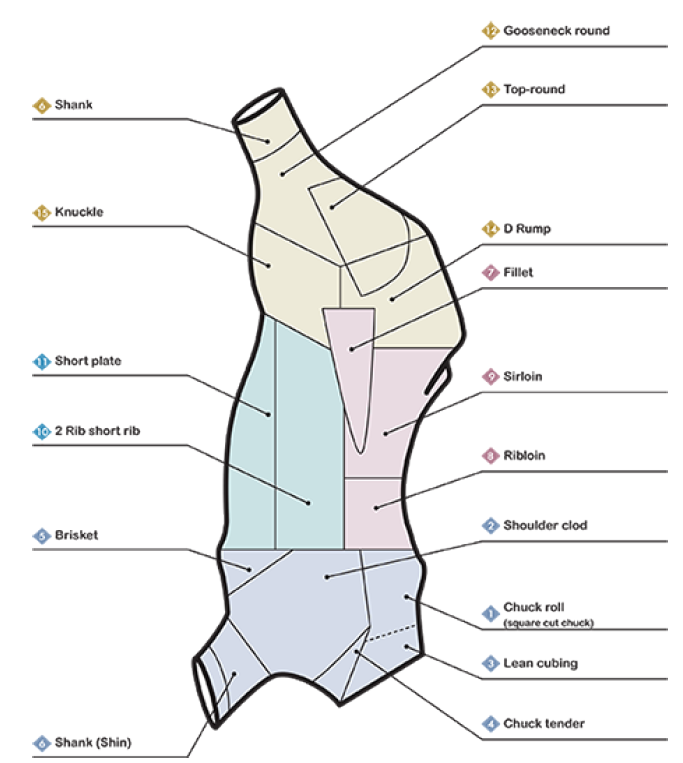 12 Gooseneck round
13 Top-round
6 Shank
15 Knuckle
14 D Rump
7 Fillet
11 Short plate
9 Sirloin
10 2 Rib short rib
8 Ribloin
5 Brisket
2 Shoulder clod
1 Chuck roll
(square cut chuck)
3 Lean cubing
4 Chuck tender
6 Shank (Shin)